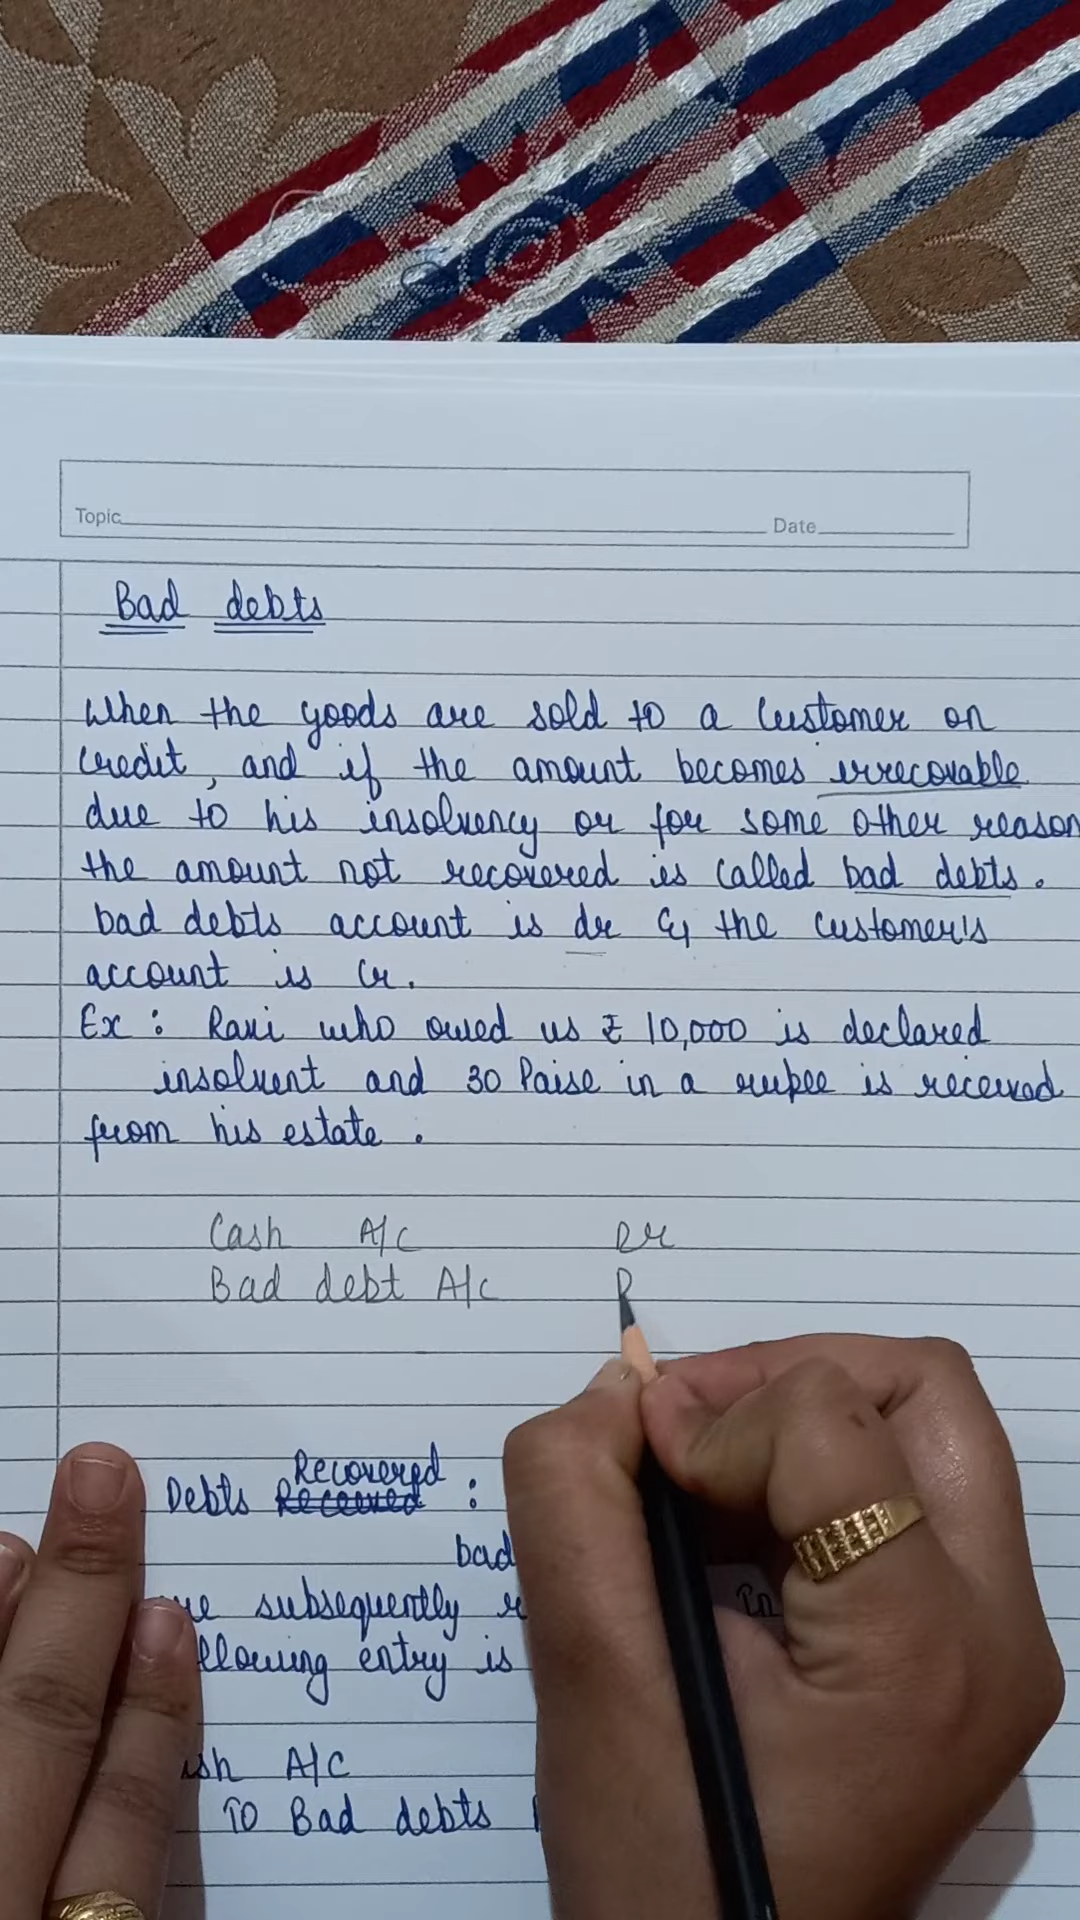 Topic Date
Bad debts
When the goods are sold to a customer on
credit, and if the amount becomes irrecovable
due to his insolvency or for some other reason
the amount not recovered is called bad debts.
bad debts account is dr & the customer's
account is cr.
Ex : Ravi who owed us ₹ 10,000 is declared
insolvent and 30 Paise in a rupee is received
from his estate.
Cash A/C Dr
Bad debt A/C D
Recovered
Debts Received :
bad
subsequently
In
entry is
A/C
To Bad debts